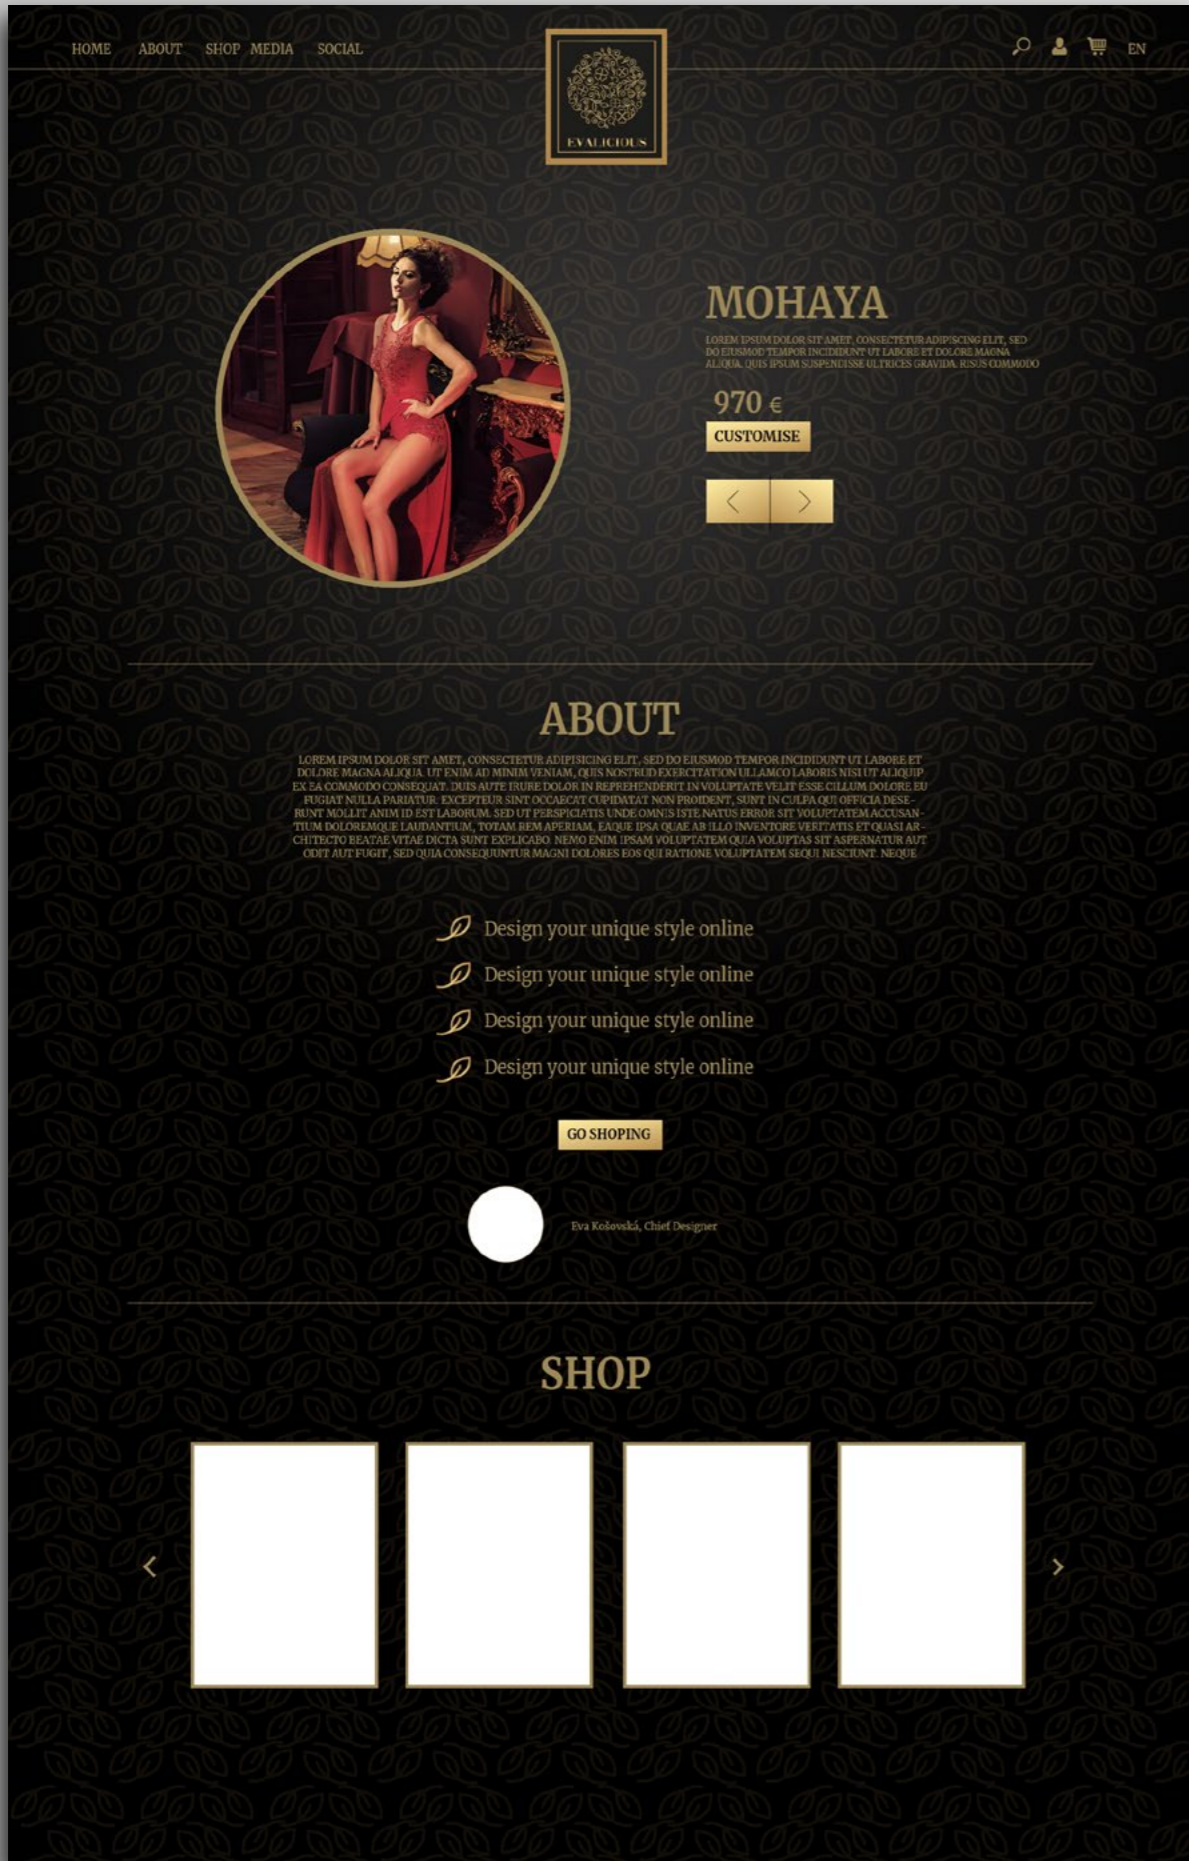 HOME ABOUT SHOP MEDIA SOCIAL
EN
EVALICIOUS
MOHAYA
LOREM IPSUM DOLOR SIT AMET, CONSECTETUR ADIPISCING ELIT, SED
DO EIUSMOD TEMPOR INCIDIDUNT UT LABORE ET DOLORE MAGNA
ALIQUA. QUIS IPSUM SUSPENDISSE ULTRICES GRAVIDA. RISUS COMMODO
970 €
CUSTOMISE
ABOUT
LOREM IPSUM DOLOR SIT AMET, CONSECTETUR ADIPISICING ELIT, SED DO EIUSMOD TEMPOR INCIDIDUNT UT LABORE ET
DOLORE MAGNA ALIQUA. UT ENIM AD MINIM VENIAM, QUIS NOSTRUD EXERCITATION ULLAMCO LABORIS NISI UT ALIQUIP
EX EA COMMODO CONSEQUAT. DUIS AUTE IRURE DOLOR IN REPREHENDERIT IN VOLUPTATE VELIT ESSE CILLUM DOLORE EU
FUGIAT NULLA PARIATUR. EXCEPTEUR SINT OCCAECAT CUPIDATAT NON PROIDENT, SUNT IN CULPA QUI OFFICIA DESE-
RUNT MOLLIT ANIM ID EST LABORUM. SED UT PERSPICIATIS UNDE OMNIS ISTE NATUS ERROR SIT VOLUPTATEM ACCUSAN-
TIUM DOLOREMQUE LAUDANTIUM, TOTAM REM APERIAM, EAQUE IPSA QUAE AB ILLO INVENTORE VERITATIS ET QUASI AR-
CHITECTO BEATAE VITAE DICTA SUNT EXPLICABO. NEMO ENIM IPSAM VOLUPTATEM QUIA VOLUPTAS SIT ASPERNATUR AUT
ODIT AUT FUGIT, SED QUIA CONSEQUUNTUR MAGNI DOLORES EOS QUI RATIONE VOLUPTATEM SEQUI NESCIUNT. NEQUE
Design your unique style online
Design your unique style online
Design your unique style online
Design your unique style online
GO SHOPING
Eva Košovská, Chief Designer
SHOP